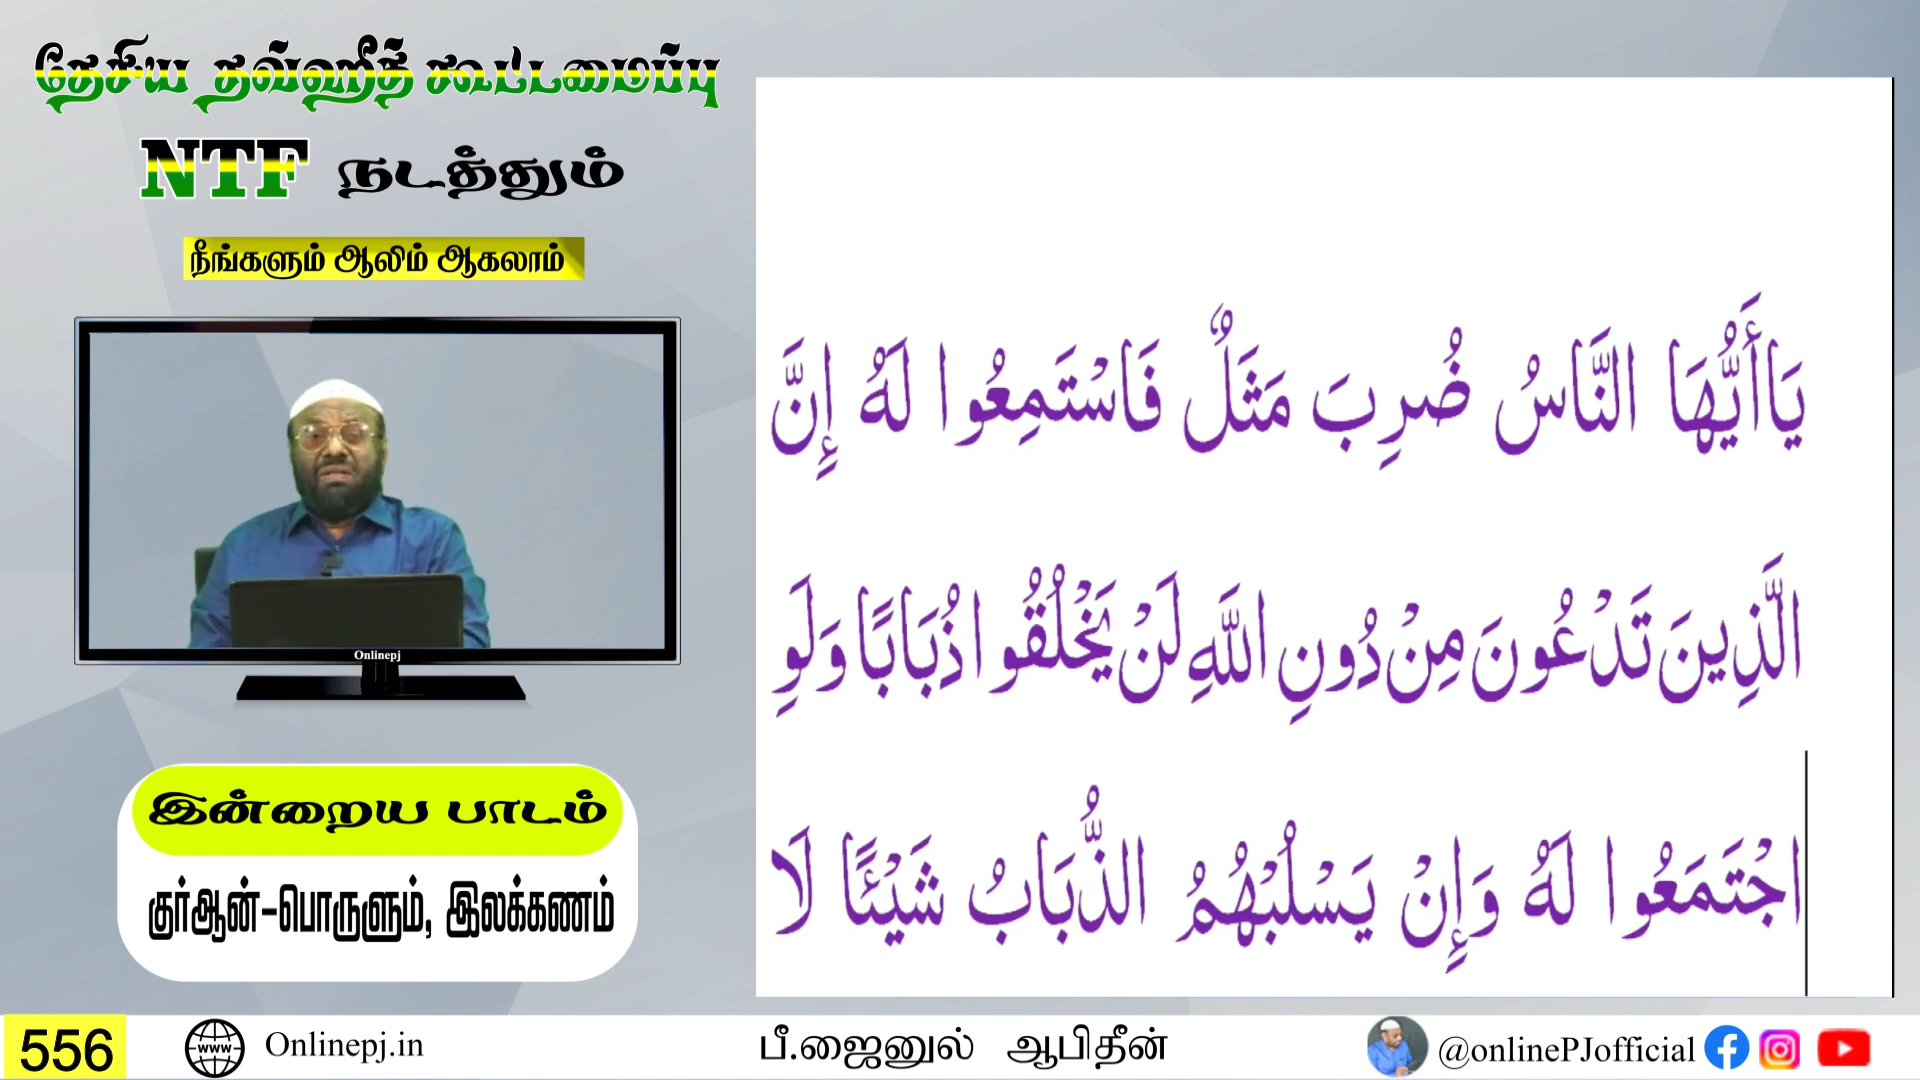 தேசிய தவ்ஹீத் கூட்டமைப்பு
NTF நடத்தும்
நீங்களும் ஆலிம் ஆகலாம்
Onlinepj
இன்றைய பாடம்
குர்ஆன்-பொருளும், இலக்கணம்
يَاأَيُّهَا النَّاسُ ضُرِبَ مَثَلٌ فَاسْتَمِعُوا لَهُ إِنَّ
الَّذِينَ تَدْعُونَ مِنْ دُونِ اللَّهِ لَنْ يَخْلُقُوا ذُبَابًا وَلَوِ
اجْتَمَعُوا لَهُ وَإِنْ يَسْلُبْهُمُ الذُّبَابُ شَيْئًا لَا
556
www
Onlinepj.in
பீ.ஜைனுல் ஆபிதீன்
@onlinePJofficial